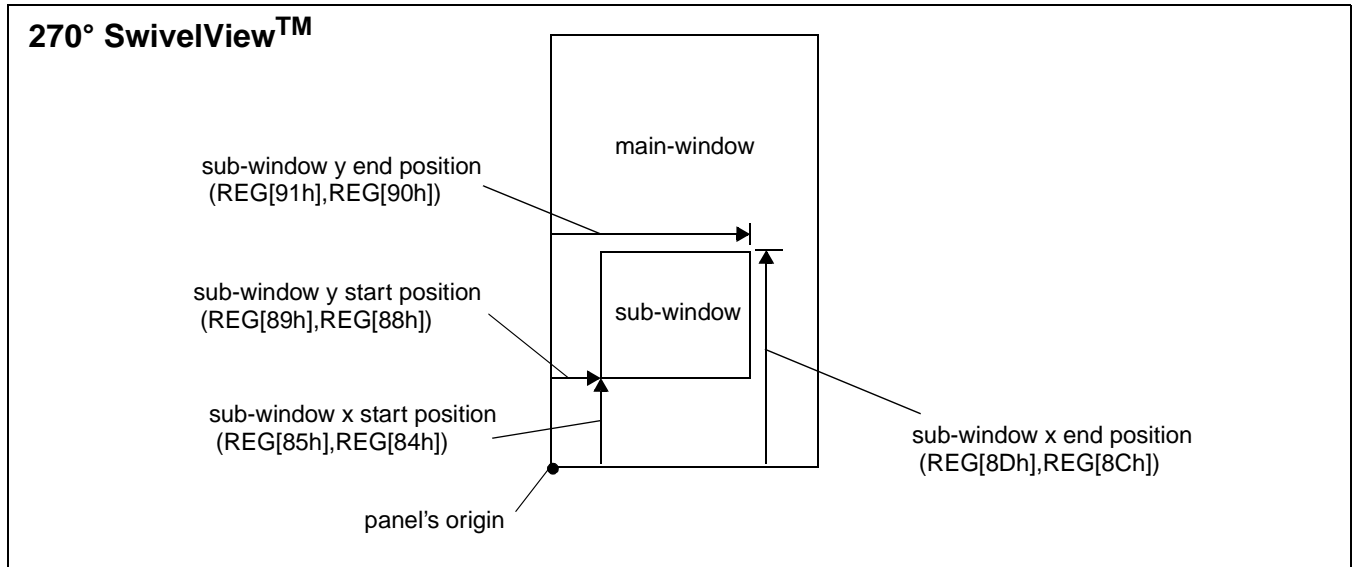 270° SwivelView™
main-window
sub-window y end position
(REG[91h],REG[90h])
sub-window y start position
(REG[89h],REG[88h])
sub-window
sub-window x start position
(REG[85h],REG[84h])
sub-window x end position
(REG[8Dh],REG[8Ch])
panel's origin